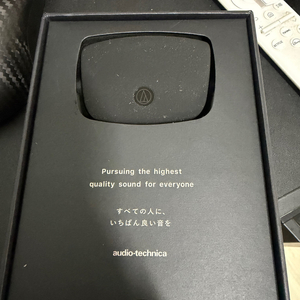 Pursuing the highest
quality sound for everyone
すべての人に、
いちばん良い音を
audio-technica